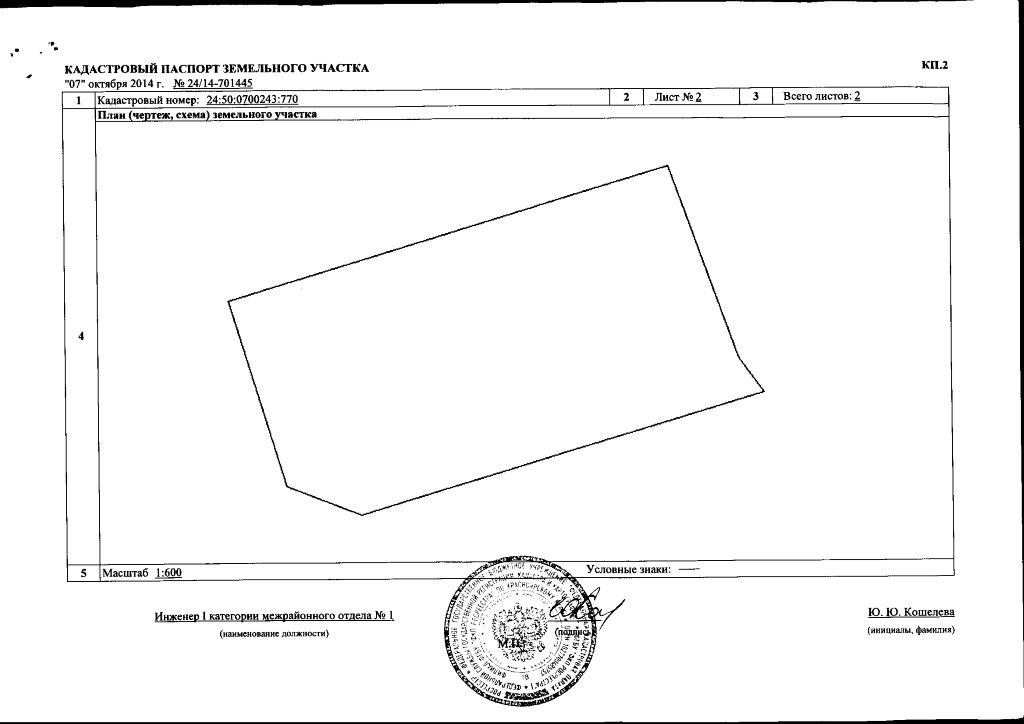 КАДАСТРОВЫЙ ПАСПОРТ ЗЕМЕЛЬНОГО УЧАСТКА
КП.2
"07" октября 2014 г. № 24/14-701445
1 Кадастровый номер: 24:50:0700243:770 2 Лист № 2 3 Всего листов: 2
План (чертеж, схема) земельного участка
4
5 Масштаб 1:600 Условные знаки:
Инженер I категории межрайонного отдела № 1 Ю. Ю. Кошелева
(наименование должности) (подпись) (инициалы, фамилия)
М.П.